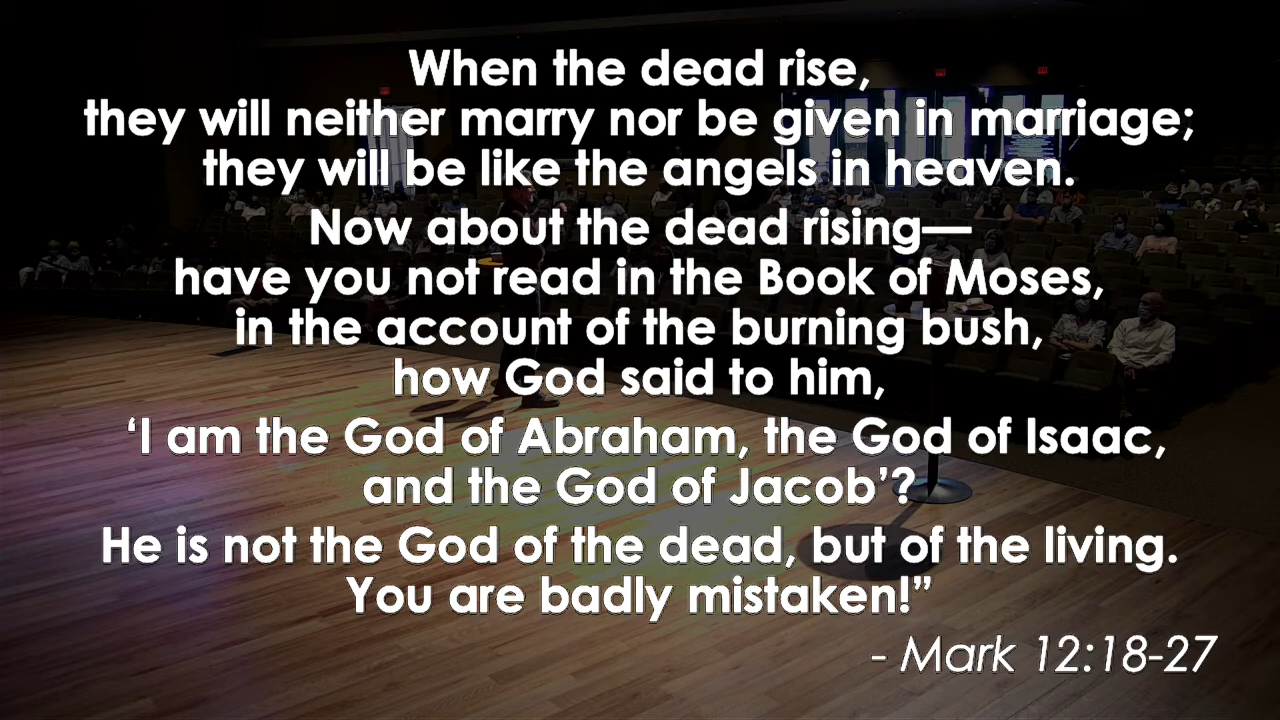 When the dead rise,
they will neither marry nor be given in marriage;
they will be like the angels in heaven.
Now about the dead rising—
have you not read in the Book of Moses,
in the account of the burning bush,
how God said to him,
‘I am the God of Abraham, the God of Isaac,
and the God of Jacob’?
He is not the God of the dead, but of the living.
You are badly mistaken!”
- Mark 12:18-27